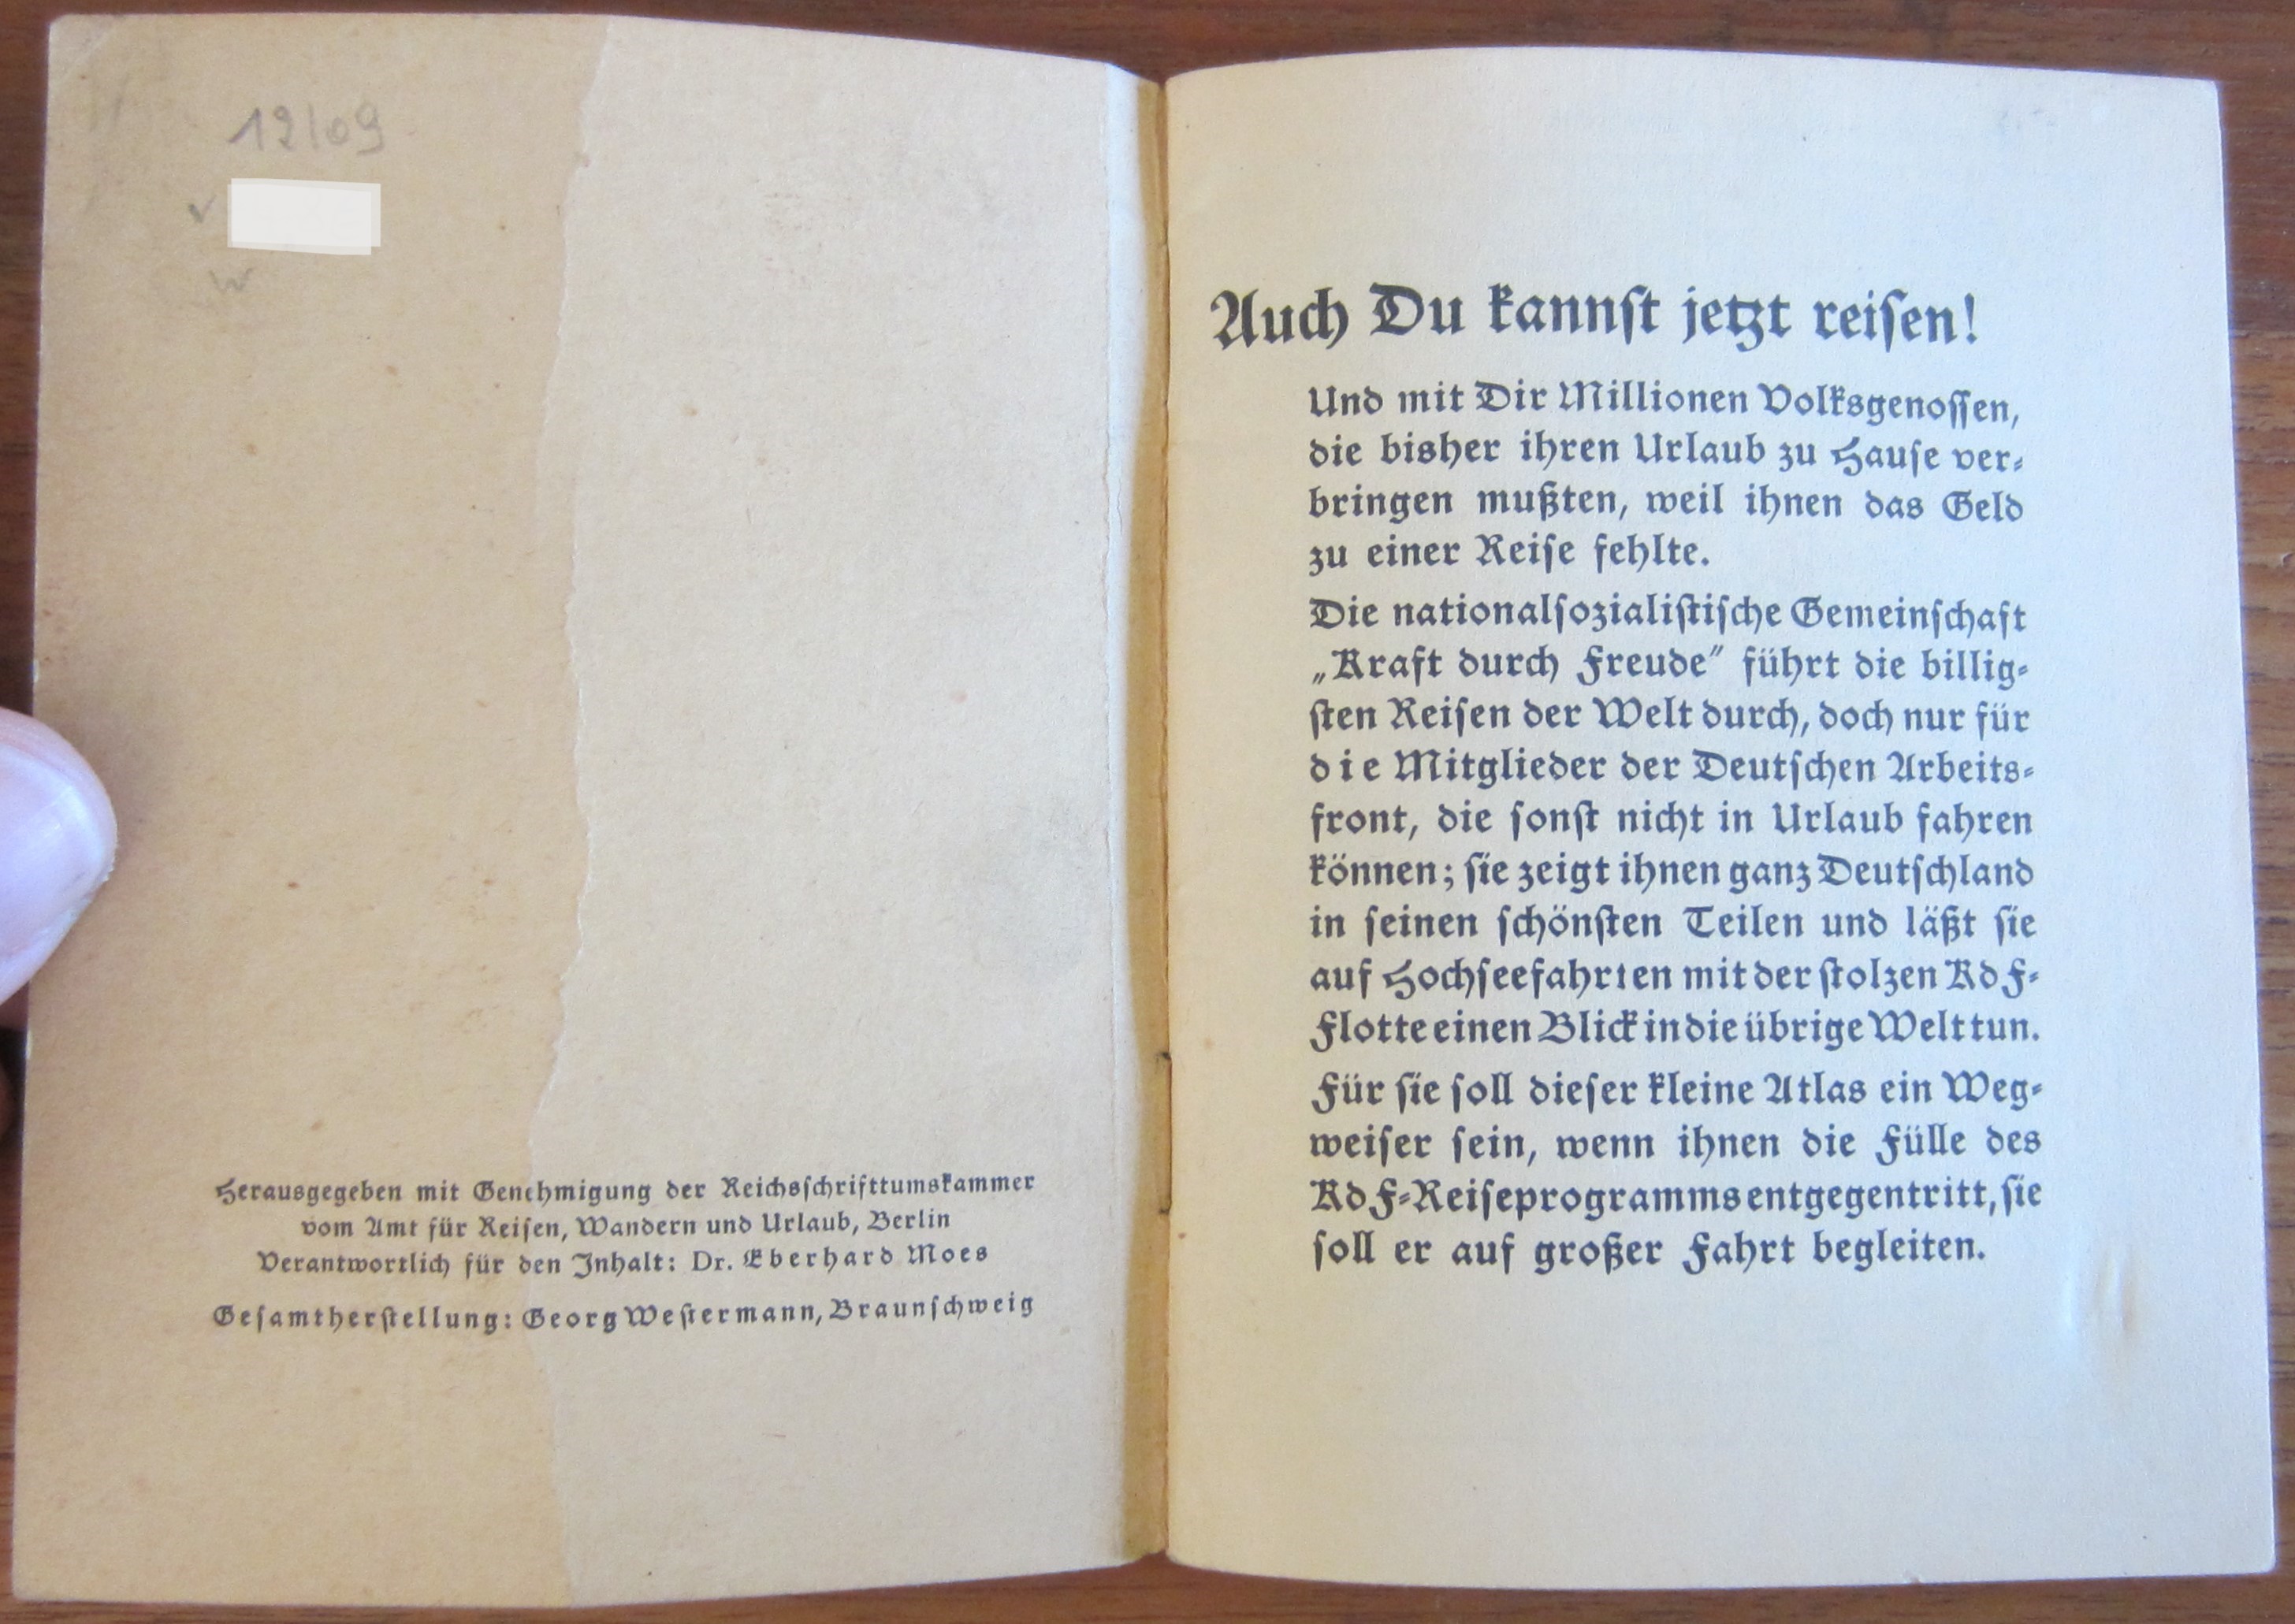 12/09
Herausgegeben mit Genehmigung der Reichsschrifttumskammer
vom Amt für Reisen, Wandern und Urlaub, Berlin
Verantwortlich für den Inhalt: Dr. Eberhard Moes
Gesamtherstellung: Georg Westermann, Braunschweig
Auch Du kannst jetzt reisen!
Und mit Dir Millionen Volksgenossen,
die bisher ihren Urlaub zu Hause ver-
bringen mußten, weil ihnen das Geld
zu einer Reise fehlte.
Die nationalsozialistische Gemeinschaft
„Kraft durch Freude" führt die billig-
sten Reisen der Welt durch, doch nur für
die Mitglieder der Deutschen Arbeits-
front, die sonst nicht in Urlaub fahren
können; sie zeigt ihnen ganz Deutschland
in seinen schönsten Teilen und läßt sie
auf Hochseefahrten mit der stolzen KdF-
Flotte einen Blick in die übrige Welt tun.
Für sie soll dieser kleine Atlas ein Weg-
weiser sein, wenn ihnen die Fülle des
KdF-Reiseprogramms entgegentritt, sie
soll er auf großer Fahrt begleiten.